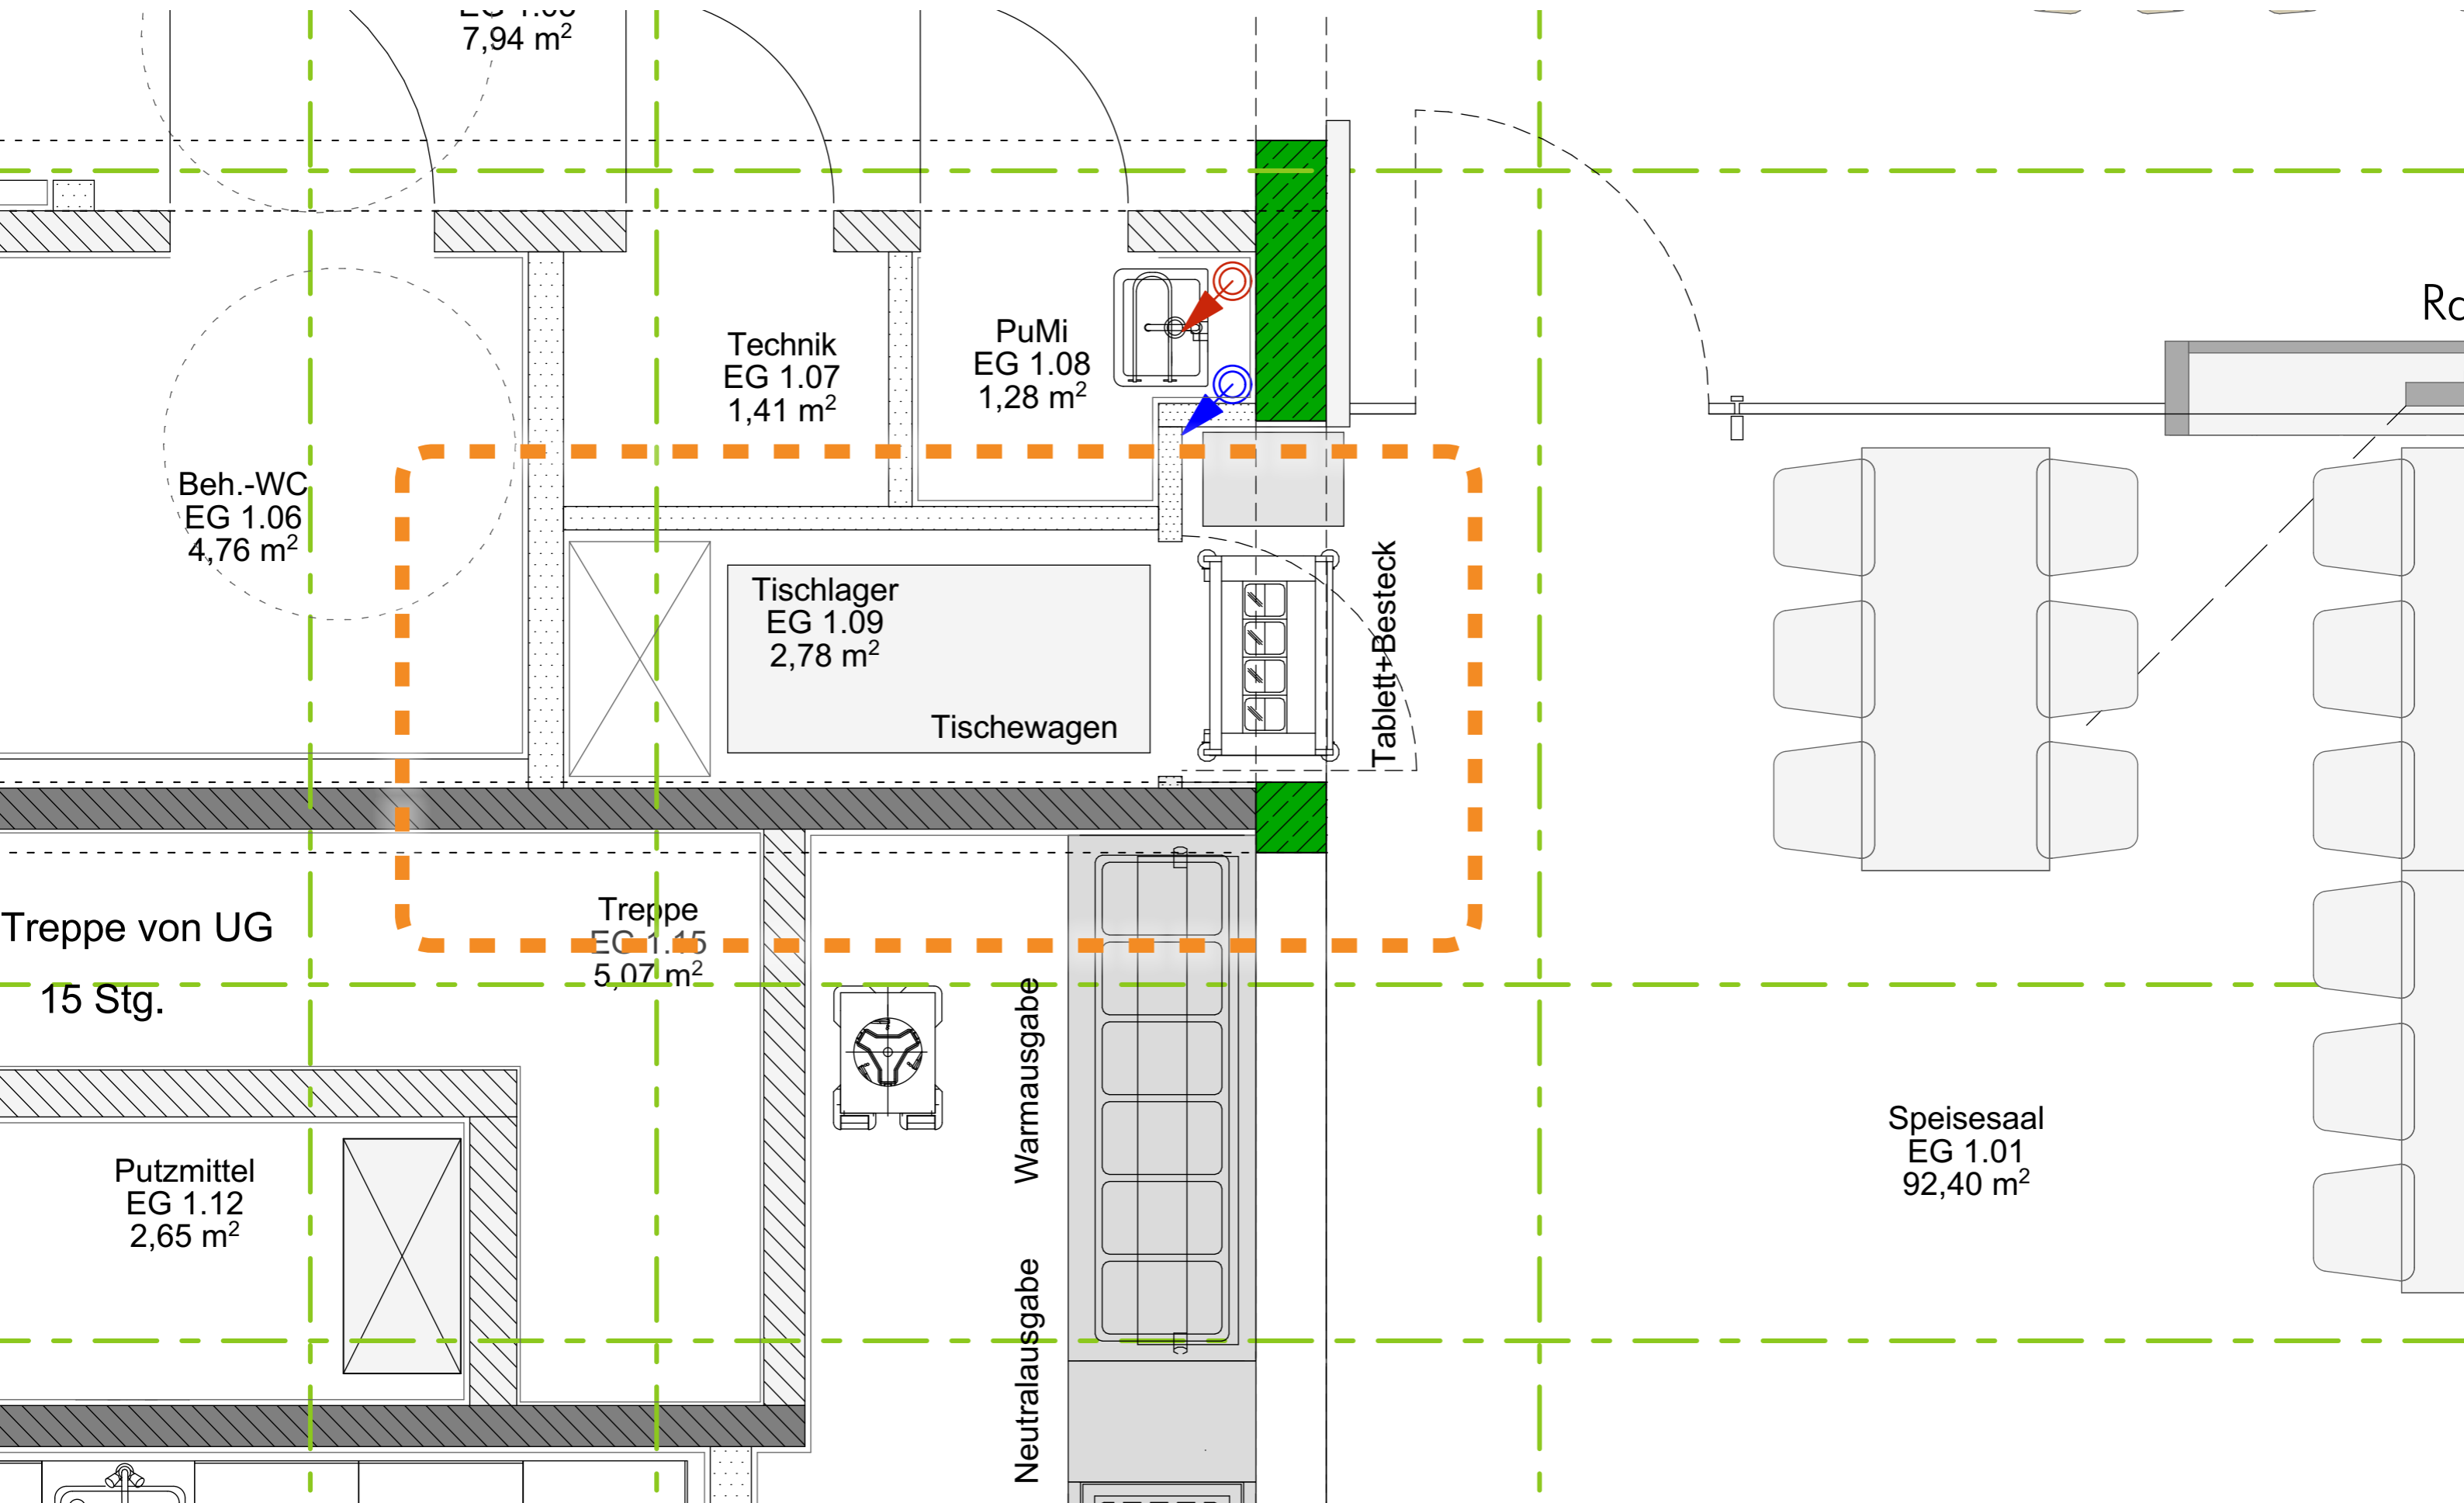 7,94 m²
Technik
EG 1.07
1,41 m²
PuMi
EG 1.08
1,28 m²
Beh.-WC
EG 1.06
4,76 m²
Tischlager
EG 1.09
2,78 m²
Tischewagen
Tablett+Besteck
Treppe von UG
15 Stg.
Treppe
EG 1.15
5,07 m²
Warmausgabe
Neutralausgabe
Putzmittel
EG 1.12
2,65 m²
Speisesaal
EG 1.01
92,40 m²